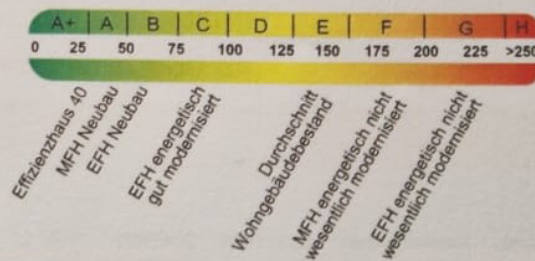 A+ A B C D E F G H
0 25 50 75 100 125 150 175 200 225 >250
Effizienzhaus 40
MFH Neubau
EFH Neubau
EFH energetisch
gut modernisiert
Durchschnitt
Wohngebäudebestand
MFH energetisch nicht
wesentlich modernisiert
EFH energetisch nicht
wesentlich modernisiert